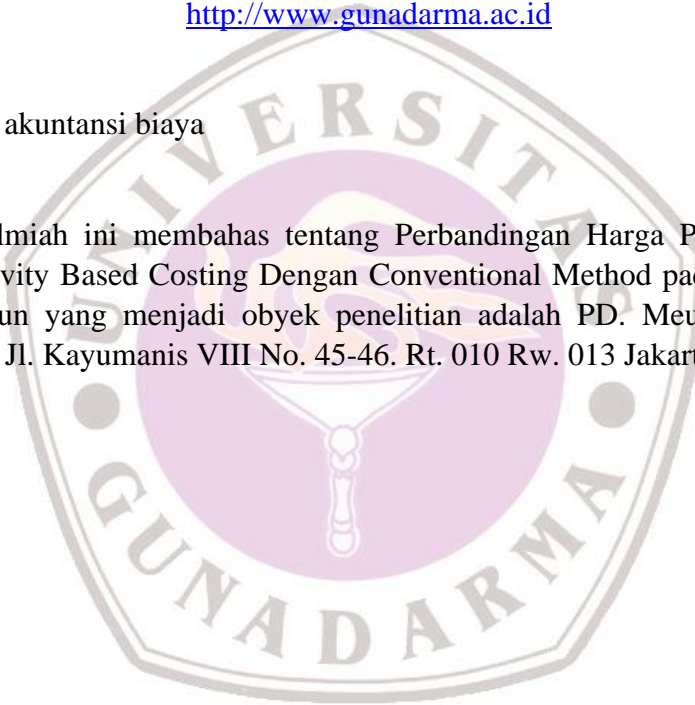 http://www.gunadarma.ac.id
akuntansi biaya
UNIVERSITAS
lmiah ini membahas tentang Perbandingan Harga P
vity Based Costing Dengan Conventional Method pa
un yang menjadi obyek penelitian adalah PD. Meu
Jl. Kayumanis VIII No. 45-46. Rt. 010 Rw. 013 Jakart
GUNADARMA